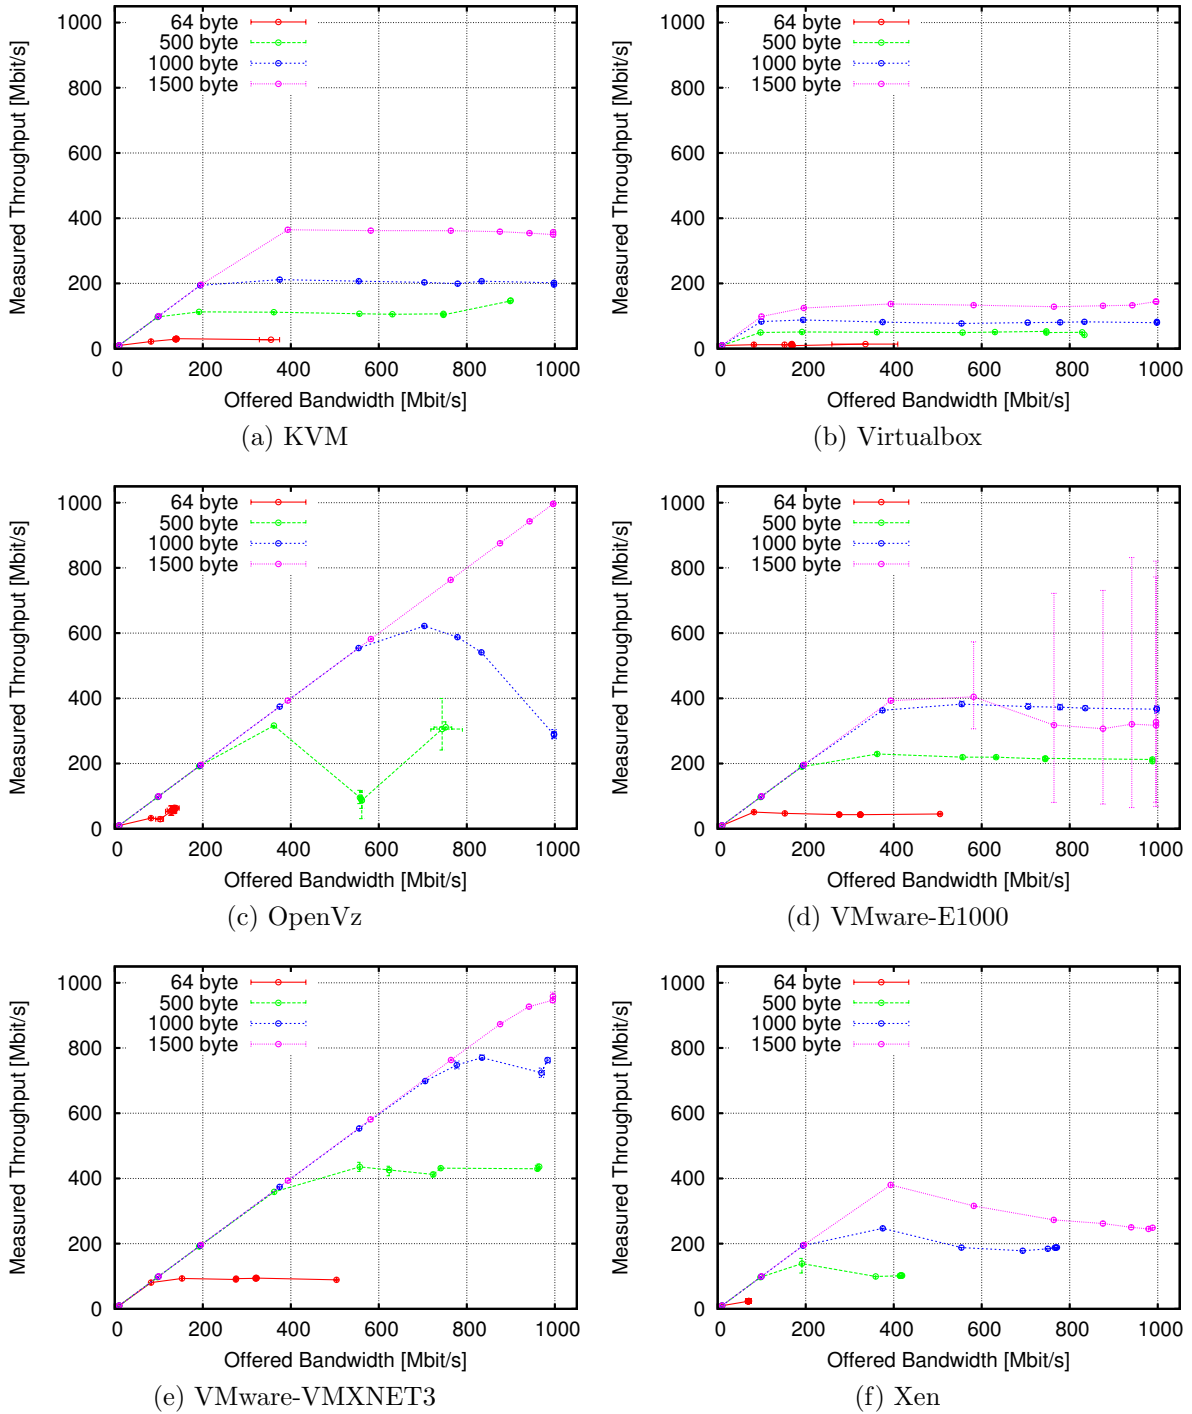 Measured Throughput [Mbit/s]
1000
800
600
400
200
0
64 byte
500 byte
1000 byte
1500 byte
0 200 400 600 800 1000
Offered Bandwidth [Mbit/s]
(a) KVM
Measured Throughput [Mbit/s]
1000
800
600
400
200
0
64 byte
500 byte
1000 byte
1500 byte
0 200 400 600 800 1000
Offered Bandwidth [Mbit/s]
(b) Virtualbox
Measured Throughput [Mbit/s]
1000
800
600
400
200
0
64 byte
500 byte
1000 byte
1500 byte
0 200 400 600 800 1000
Offered Bandwidth [Mbit/s]
(c) OpenVz
Measured Throughput [Mbit/s]
1000
800
600
400
200
0
64 byte
500 byte
1000 byte
1500 byte
0 200 400 600 800 1000
Offered Bandwidth [Mbit/s]
(d) VMware-E1000
Measured Throughput [Mbit/s]
1000
800
600
400
200
0
64 byte
500 byte
1000 byte
1500 byte
0 200 400 600 800 1000
Offered Bandwidth [Mbit/s]
(e) VMware-VMXNET3
Measured Throughput [Mbit/s]
1000
800
600
400
200
0
64 byte
500 byte
1000 byte
1500 byte
0 200 400 600 800 1000
Offered Bandwidth [Mbit/s]
(f) Xen